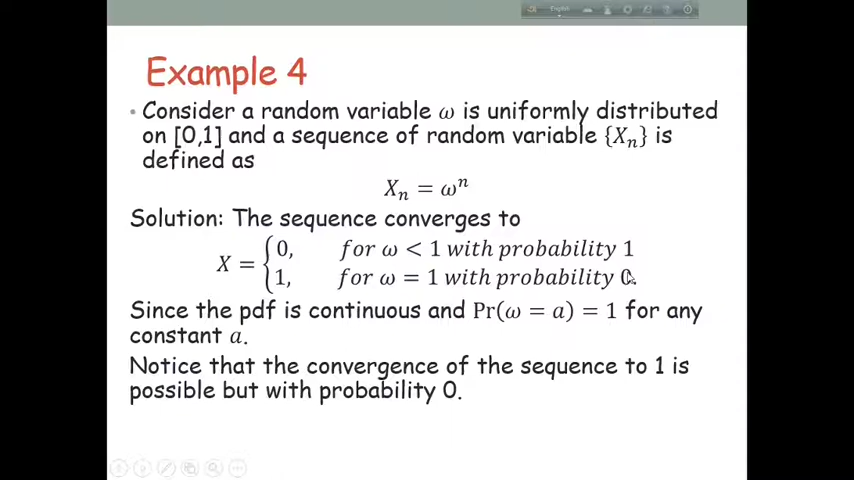 English
Example 4
• Consider a random variable ω is uniformly distributed
on [0,1] and a sequence of random variable {Xₙ} is
defined as
Xₙ = ωⁿ
Solution: The sequence converges to
X = {0, for ω < 1 with probability 1
1, for ω = 1 with probability 0.
Since the pdf is continuous and Pr(ω = a) = 1 for any
constant a.
Notice that the convergence of the sequence to 1 is
possible but with probability 0.